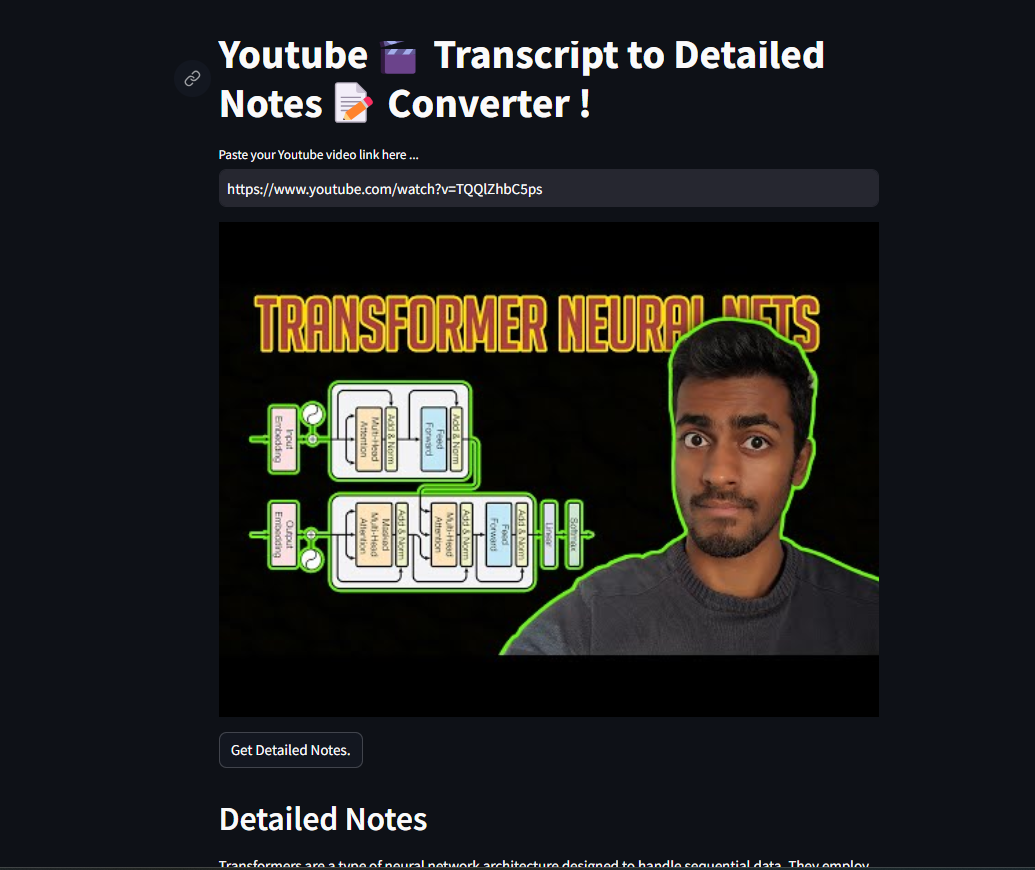 Youtube 🎬 Transcript to Detailed
Notes 📝 Converter !
Paste your Youtube video link here ...
https://www.youtube.com/watch?v=TQQlZhbC5ps
TRANSFORMER NEURAL NETS
Input
Embedding
Multi-Head
Attention
Add & Norm
Feed
Forward
Add & Norm
Output
Embedding
Masked
Multi-Head
Attention
Add & Norm
Multi-Head
Attention
Add & Norm
Feed
Forward
Add & Norm
Linear
Softmax
Get Detailed Notes.
Detailed Notes
Transformers are a type of neural network architecture designed to handle sequential data. They employ